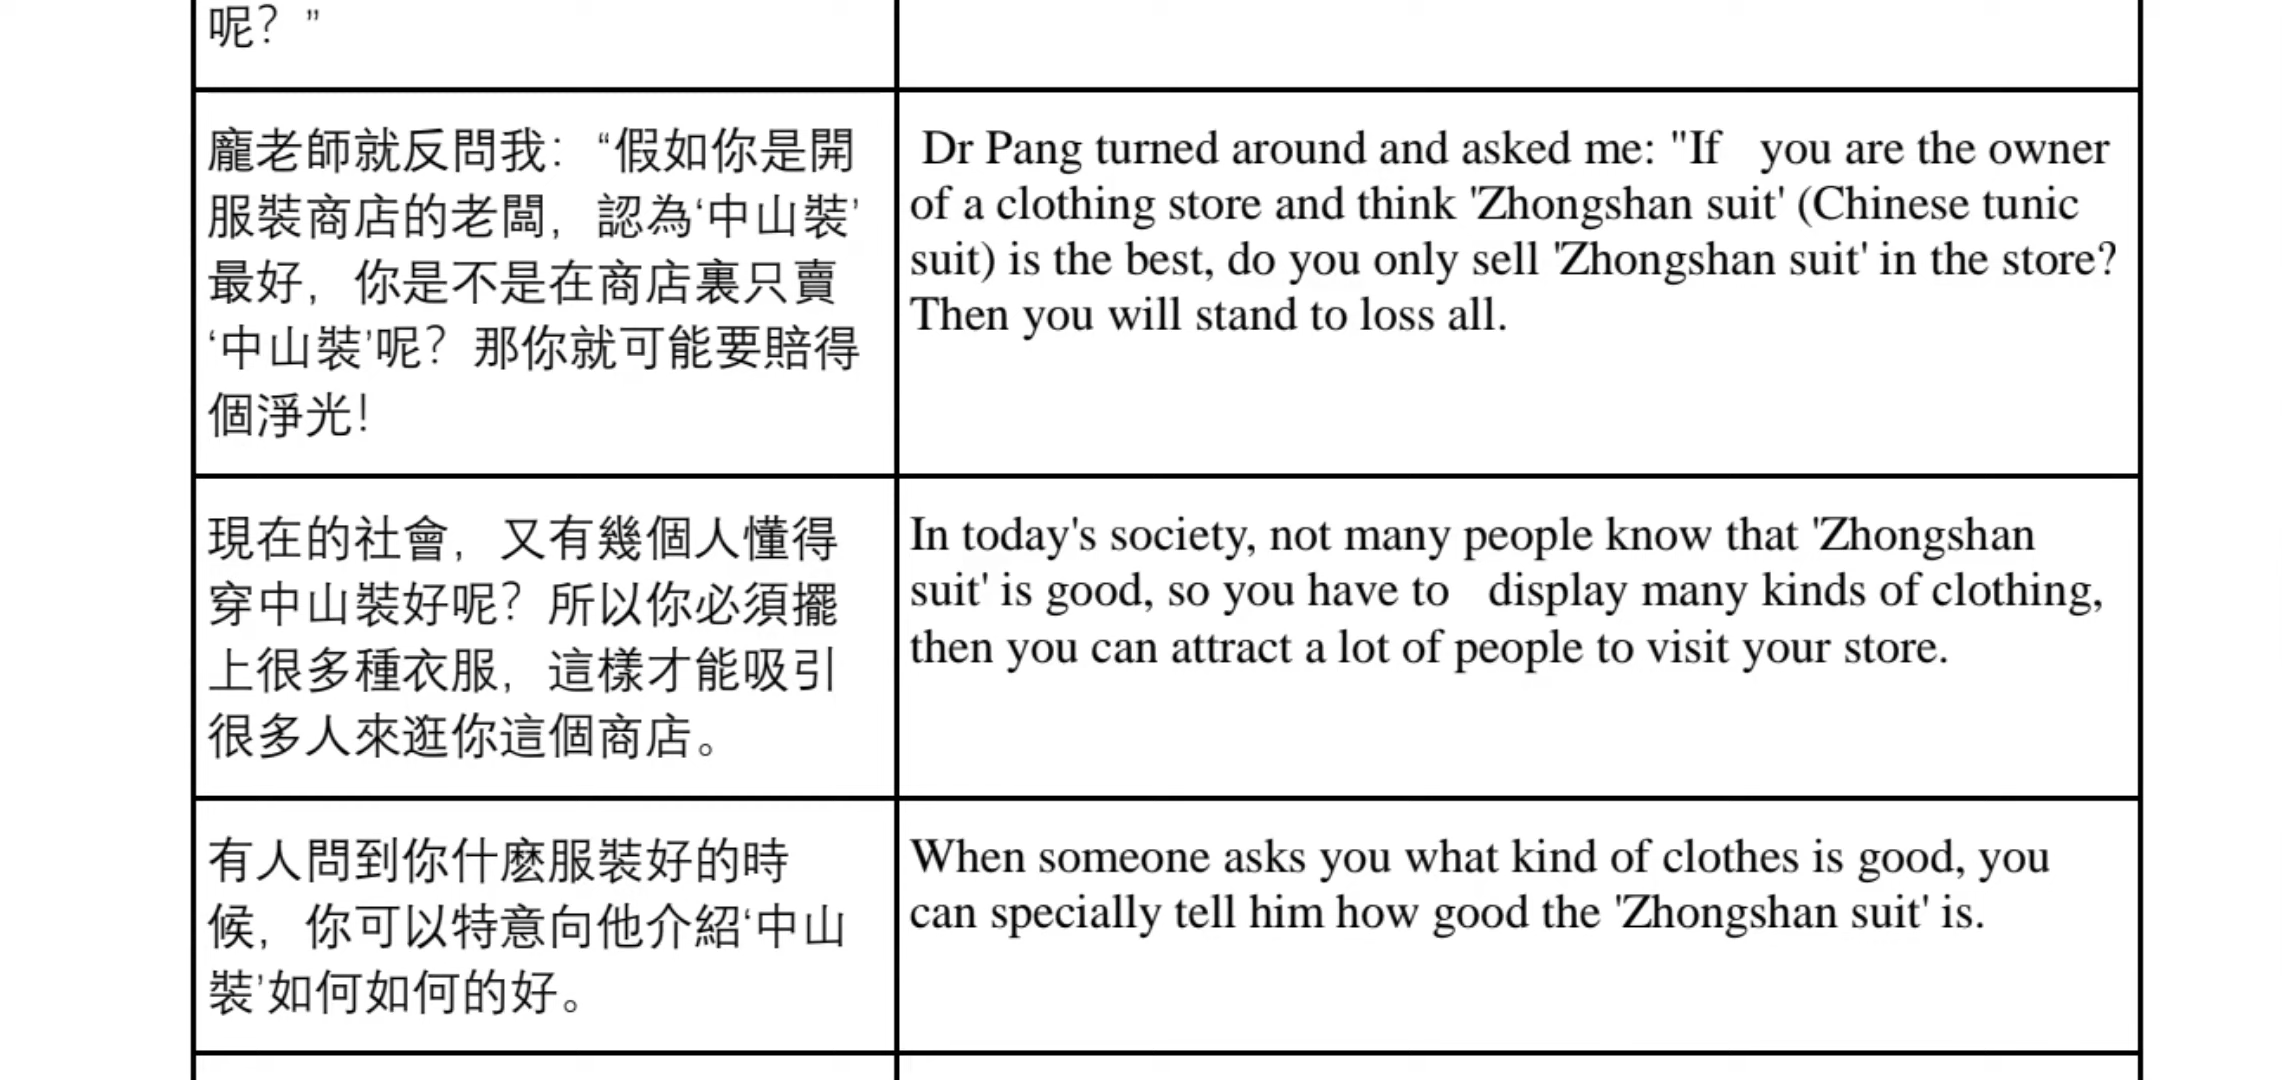 呢？”
龐老師就反問我：“假如你是開
服裝商店的老闆，認為‘中山裝’
最好，你是不是在商店裏只賣
‘中山裝’呢？那你就可能要賠得
個淨光！
Dr Pang turned around and asked me: "If you are the owner
of a clothing store and think 'Zhongshan suit' (Chinese tunic
suit) is the best, do you only sell 'Zhongshan suit' in the store?
Then you will stand to loss all.
現在的社會，又有幾個人懂得
穿中山裝好呢？所以你必須擺
上很多種衣服，這樣才能吸引
很多人來逛你這個商店。
In today's society, not many people know that 'Zhongshan
suit' is good, so you have to display many kinds of clothing,
then you can attract a lot of people to visit your store.
有人問到你什麽服裝好的時
候，你可以特意向他介紹‘中山
裝’如何如何的好。
When someone asks you what kind of clothes is good, you
can specially tell him how good the 'Zhongshan suit' is.